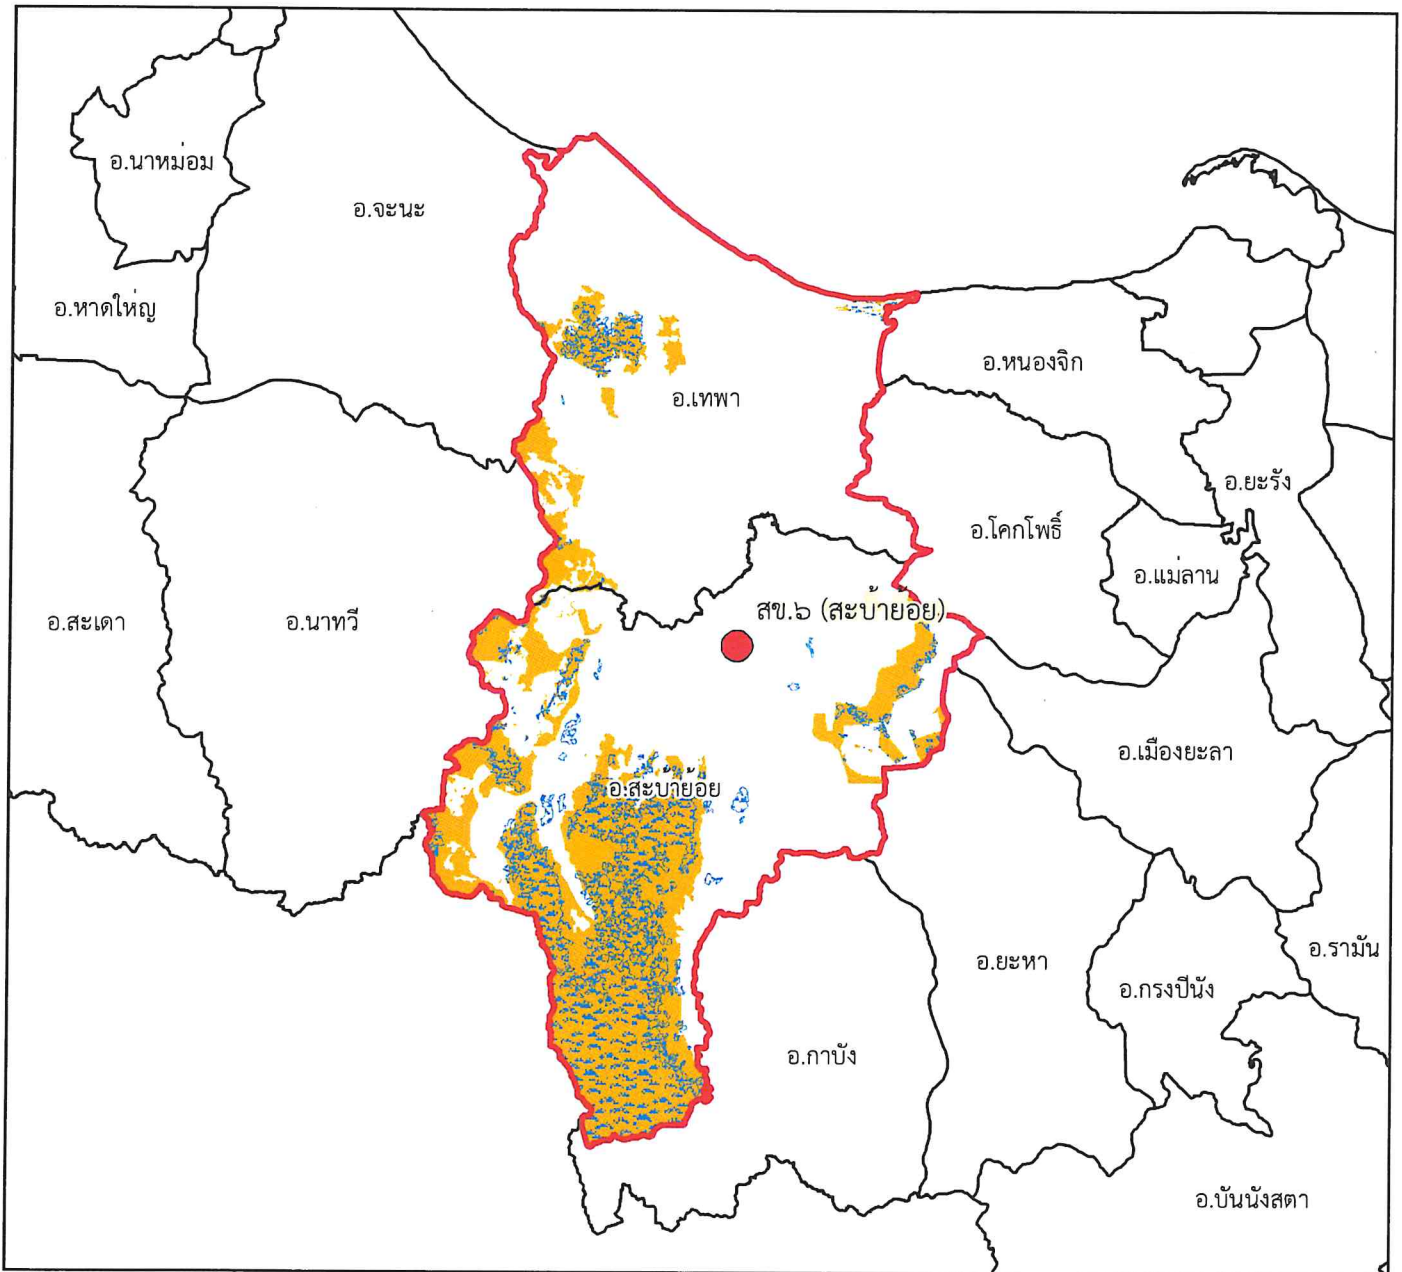 อ.นาหม่อม
อ.จะนะ
อ.หาดใหญ่
อ.หนองจิก
อ.เทพา
อ.ยะรัง
อ.โคกโพธิ์
อ.แม่ลาน
อ.สะเดา
อ.นาทวี
สข.๖ (สะบ้าย้อย)
อ.เมืองยะลา
อ.สะบ้าย้อย
อ.รามัน
อ.ยะหา
อ.กรงปีนัง
อ.กาบัง
อ.บันนังสตา